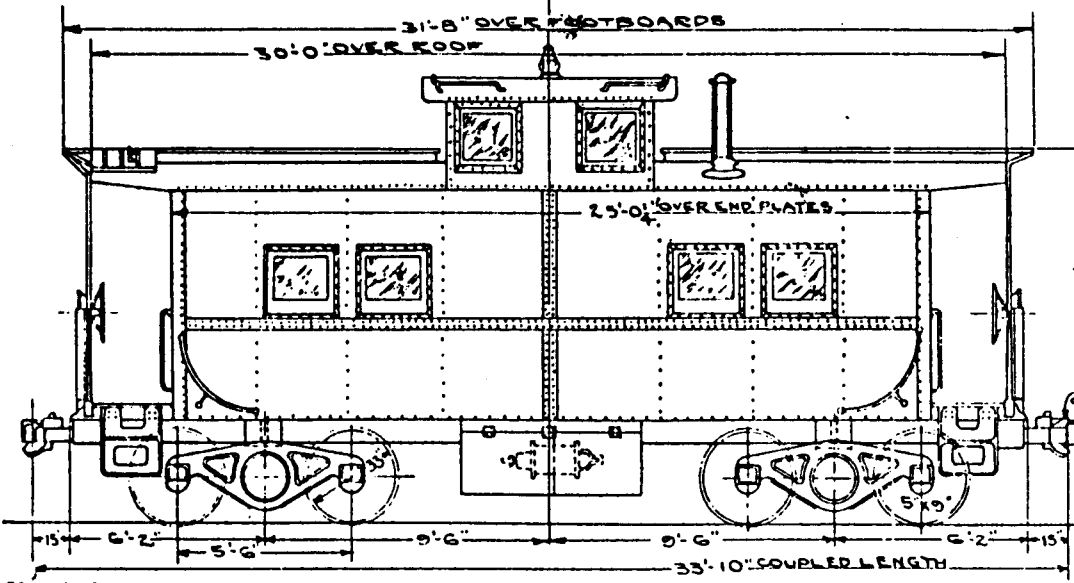 31'-8" OVER FOOTBOARDS
30'-0" OVER ROOF
25'-0¼" OVER END PLATES
33"
5"x9"
15" 6'-2" 9'-6" 9'-6" 6'-2" 15"
5'-6"
33'-10" COUPLED LENGTH